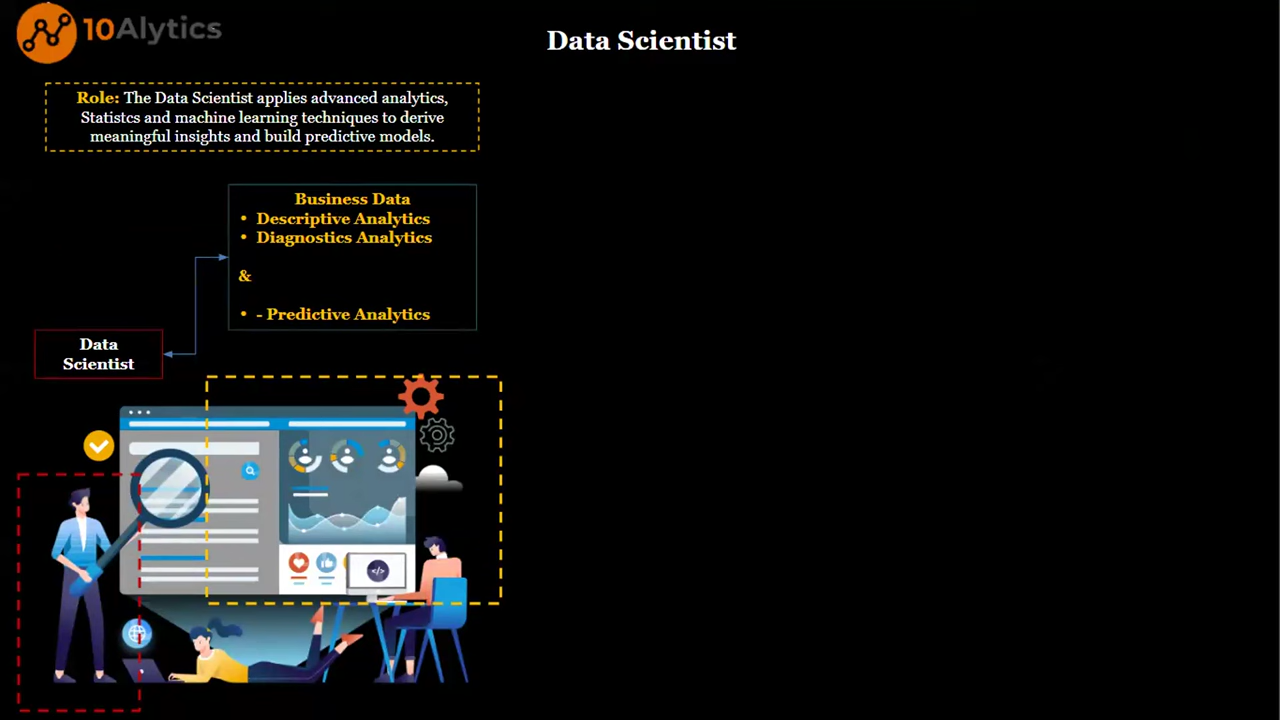 10Alytics
Data Scientist
Role: The Data Scientist applies advanced analytics,
Statistcs and machine learning techniques to derive
meaningful insights and build predictive models.
Business Data
• Descriptive Analytics
• Diagnostics Analytics
&
• - Predictive Analytics
Data
Scientist
</>